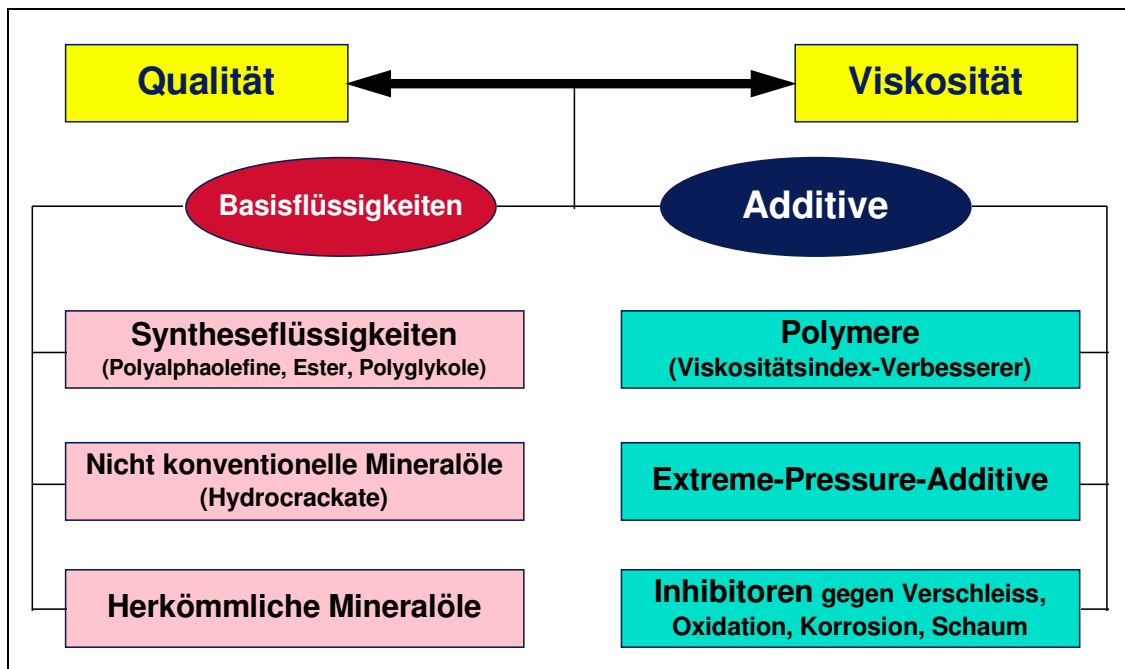 Qualität
Viskosität
Basisflüssigkeiten
Additive
Syntheseflüssigkeiten
(Polyalphaolefine, Ester, Polyglykole)
Polymere
(Viskositätsindex-Verbesserer)
Nicht konventionelle Mineralöle
(Hydrocrackate)
Extreme-Pressure-Additive
Herkömmliche Mineralöle
Inhibitoren gegen Verschleiss,
Oxidation, Korrosion, Schaum